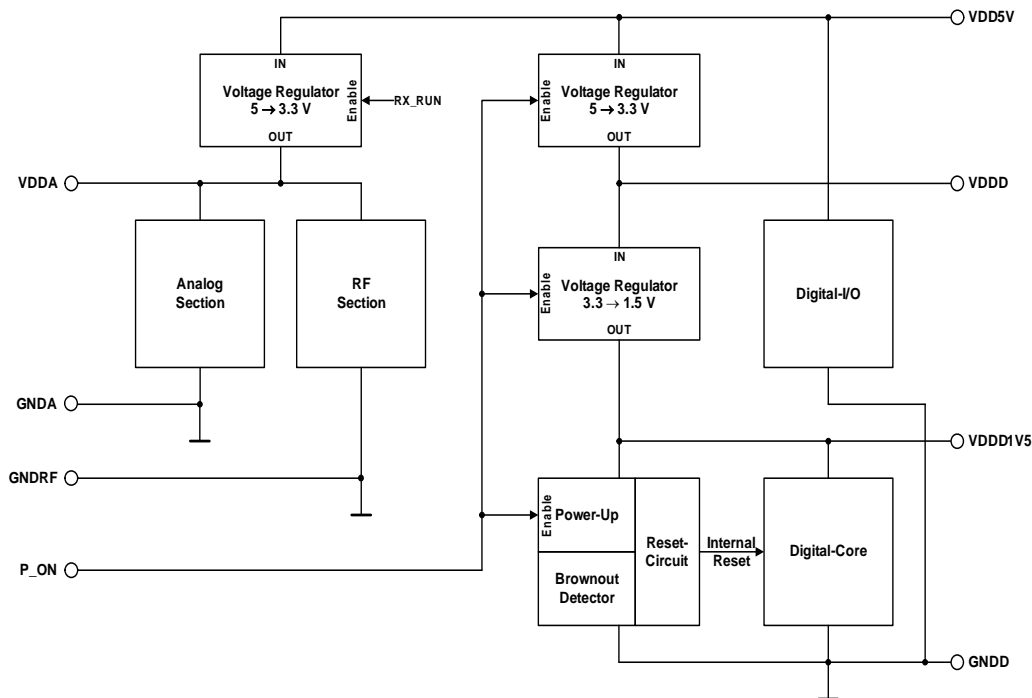 VDD5V
IN
Voltage Regulator
5 → 3.3 V
Enable
OUT
RX_RUN
IN
Voltage Regulator
5 → 3.3 V
Enable
OUT
VDDA
VDDD
Analog
Section
RF
Section
IN
Voltage Regulator
3.3 → 1.5 V
Enable
OUT
Digital-I/O
GNDA
VDDD1V5
GNDRF
Enable
Power-Up
Brownout
Detector
Reset-
Circuit
Internal
Reset
Digital-Core
P_ON
GNDD